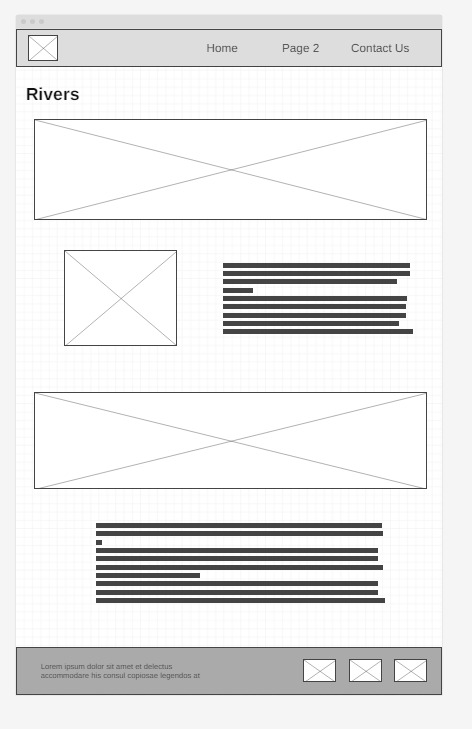 Home Page 2 Contact Us
Rivers
Lorem ipsum dolor sit amet et delectus
accommodare his consul copiosae legendos at